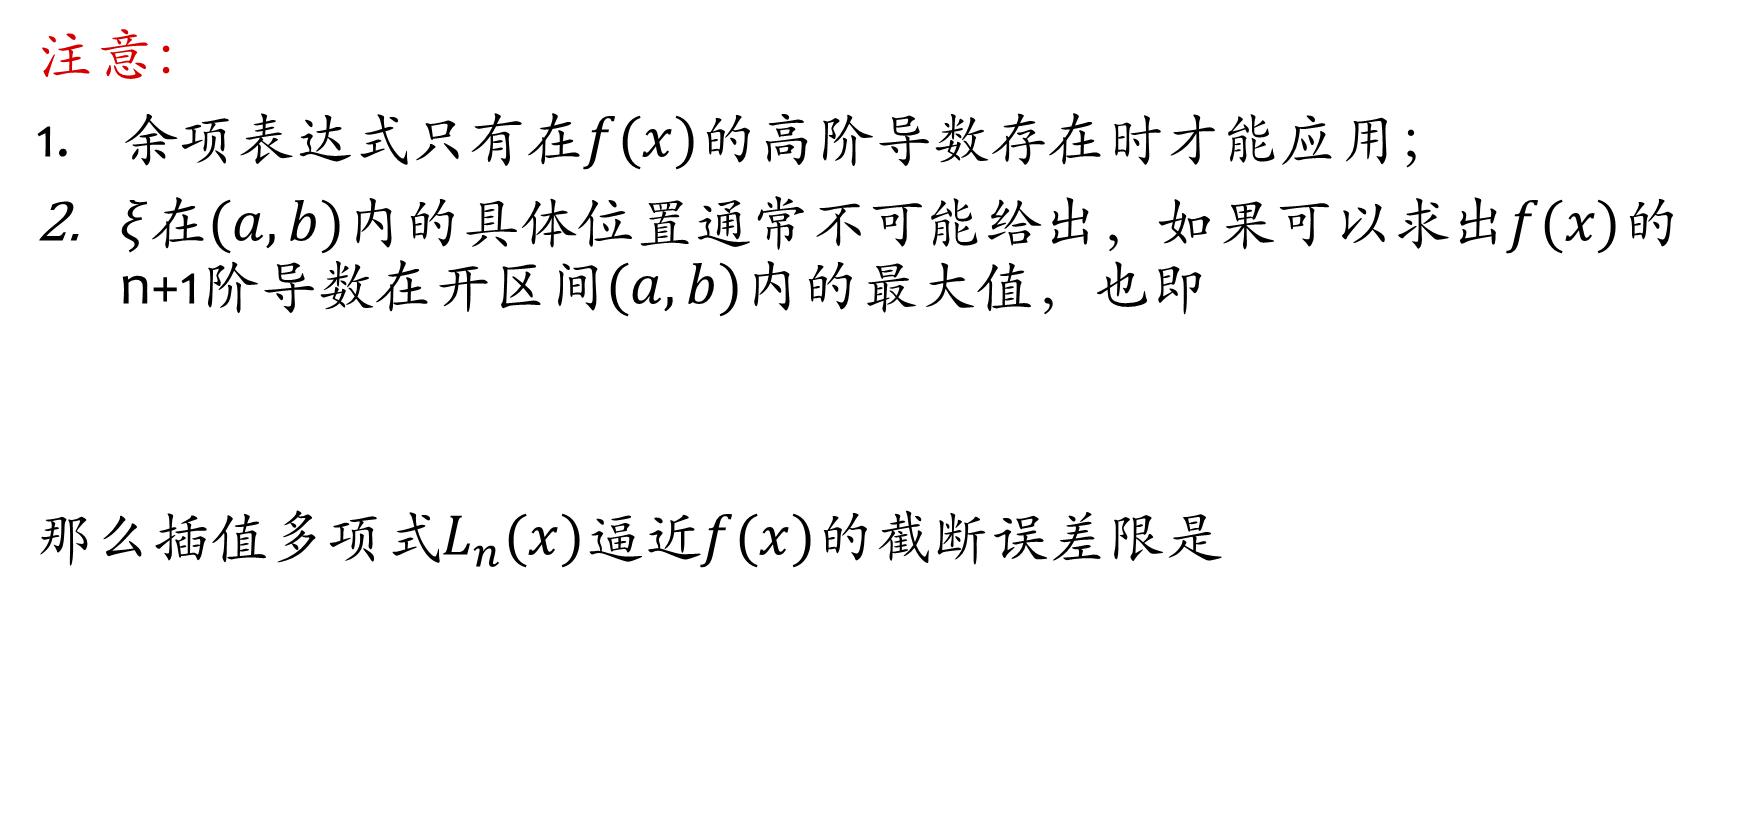 注意：
1. 余项表达式只有在f(x)的高阶导数存在时才能应用；
2. ξ在(a,b)内的具体位置通常不可能给出，如果可以求出f(x)的
n+1阶导数在开区间(a,b)内的最大值，也即
那么插值多项式Lₙ(x)逼近f(x)的截断误差限是